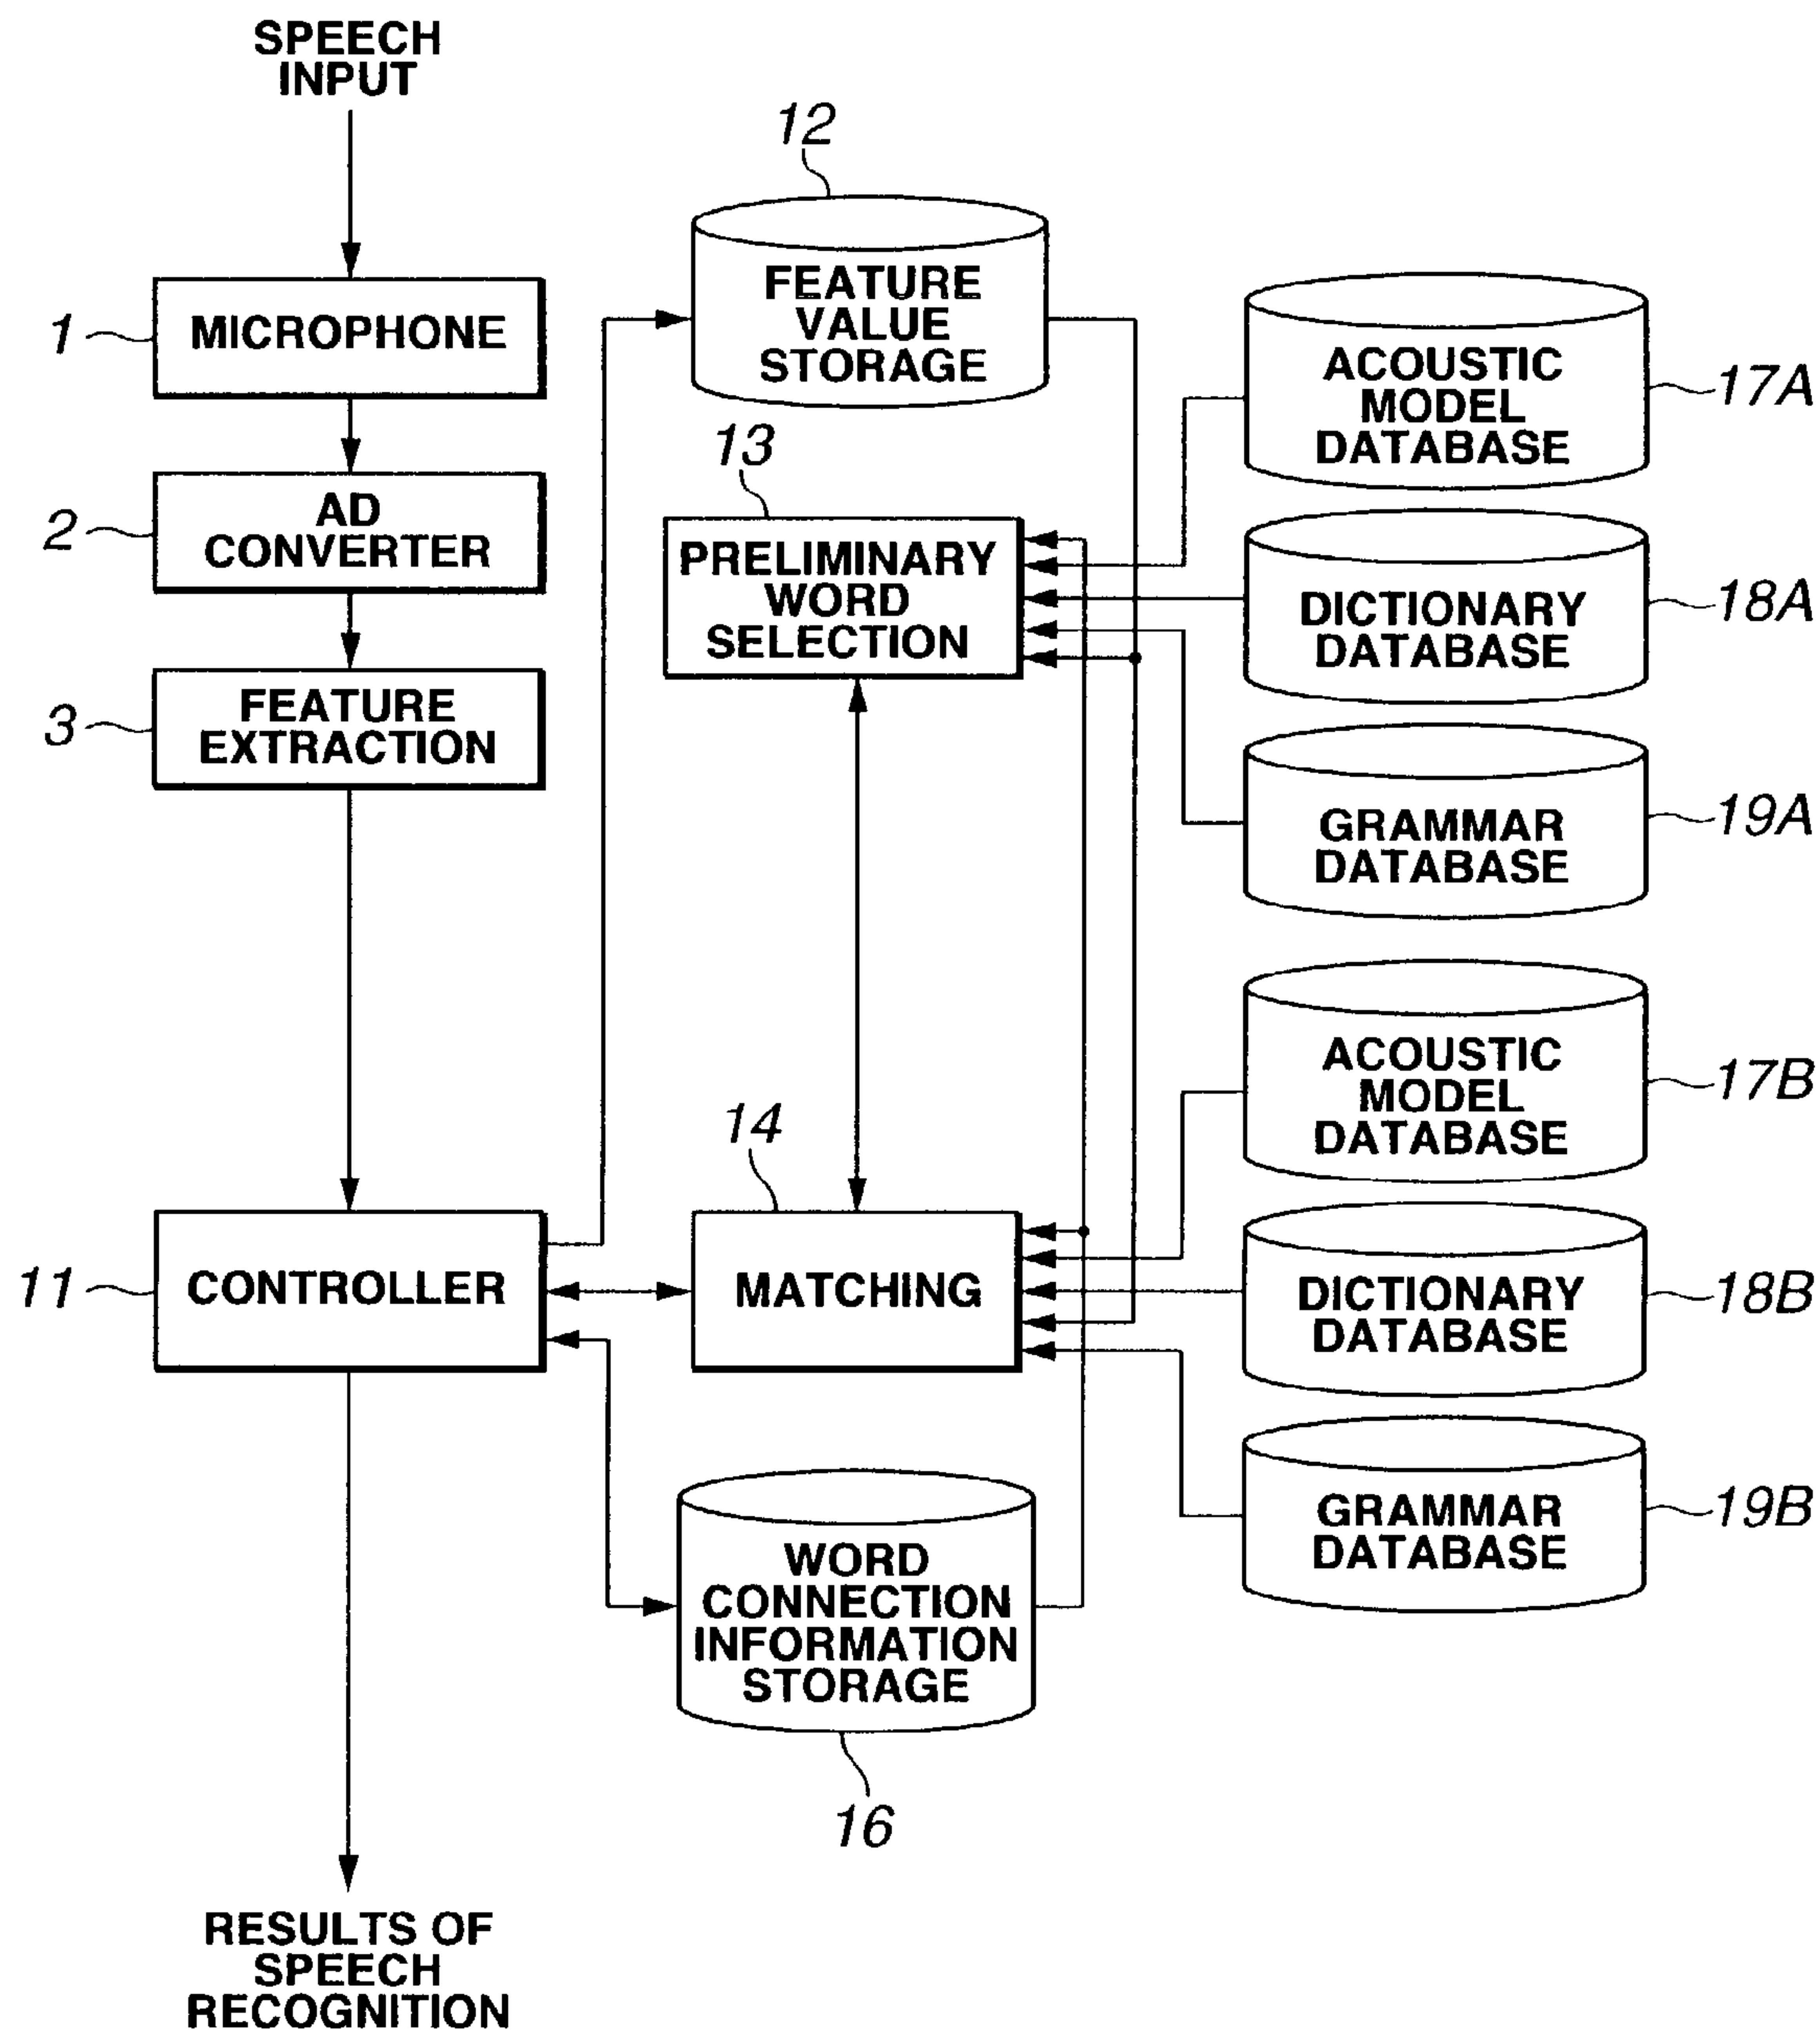 SPEECH
INPUT
1
MICROPHONE
2
AD
CONVERTER
3
FEATURE
EXTRACTION
11
CONTROLLER
RESULTS OF
SPEECH
RECOGNITION
12
FEATURE
VALUE
STORAGE
13
PRELIMINARY
WORD
SELECTION
14
MATCHING
WORD
CONNECTION
INFORMATION
STORAGE
16
ACOUSTIC
MODEL
DATABASE
17A
DICTIONARY
DATABASE
18A
GRAMMAR
DATABASE
19A
ACOUSTIC
MODEL
DATABASE
17B
DICTIONARY
DATABASE
18B
GRAMMAR
DATABASE
19B